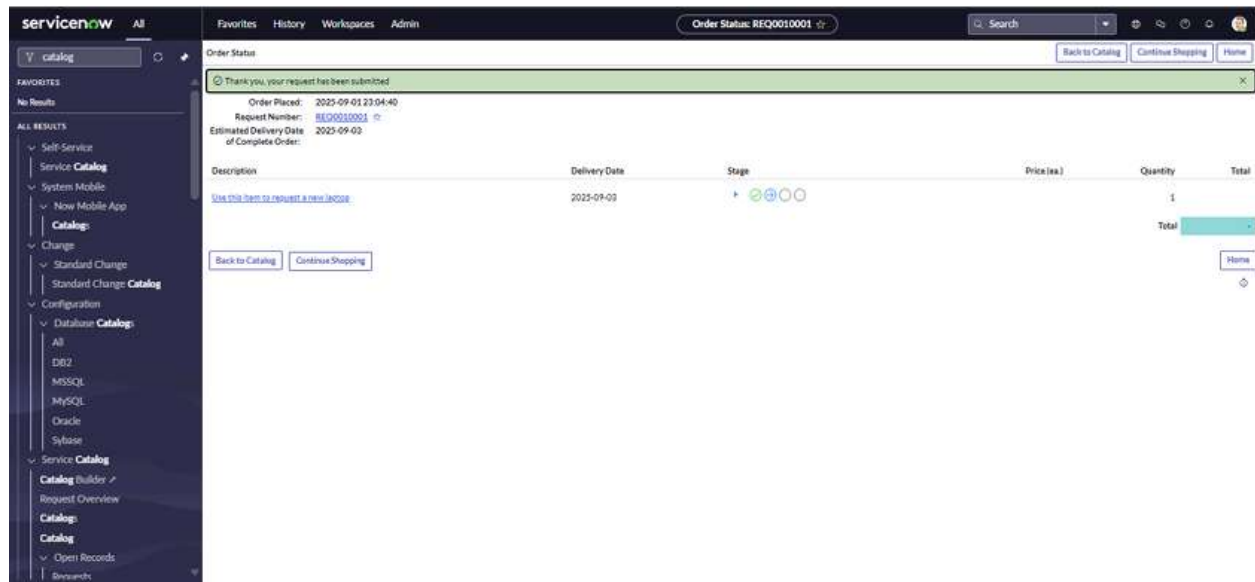 servicenow All Favorites History Workspaces Admin Order Status: REQ0010001 Search
catalog
FAVORITES
No Results
ALL RESULTS
Self-Service
Service Catalog
System Mobile
Now Mobile App
Catalogs
Change
Standard Change
Standard Change Catalog
Configuration
Database Catalogs
All
DB2
MSSQL
MySQL
Oracle
Sybase
Service Catalog
Catalog Builder
Request Overview
Catalogs
Catalog
Open Records
Requests
Order Status Back to Catalog Continue Shopping Home
Thank you, your request has been submitted
Order Placed: 2025-09-01 23:04:40
Request Number: REQ0010001
Estimated Delivery Date 2025-09-03
of Complete Order:
Description Delivery Date Stage Price (ea.) Quantity Total
Use this item to request a new laptop 2025-09-03 1
Total -
Back to Catalog Continue Shopping Home